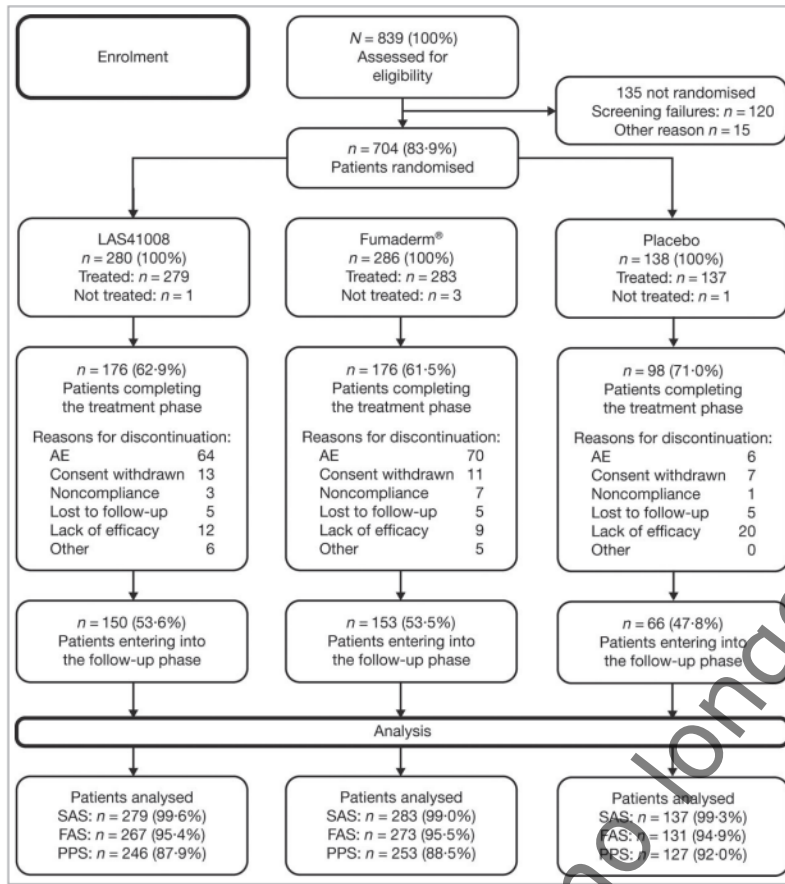 Enrolment
N = 839 (100%)
Assessed for
eligibility
135 not randomised
Screening failures: n = 120
Other reason n = 15
n = 704 (83·9%)
Patients randomised
LAS41008
n = 280 (100%)
Treated: n = 279
Not treated: n = 1
Fumaderm®
n = 286 (100%)
Treated: n = 283
Not treated: n = 3
Placebo
n = 138 (100%)
Treated: n = 137
Not treated: n = 1
n = 176 (62·9%)
Patients completing
the treatment phase
Reasons for discontinuation:
AE 64
Consent withdrawn 13
Noncompliance 3
Lost to follow-up 5
Lack of efficacy 12
Other 6
n = 176 (61·5%)
Patients completing
the treatment phase
Reasons for discontinuation:
AE 70
Consent withdrawn 11
Noncompliance 7
Lost to follow-up 5
Lack of efficacy 9
Other 5
n = 98 (71·0%)
Patients completing
the treatment phase
Reasons for discontinuation:
AE 6
Consent withdrawn 7
Noncompliance 1
Lost to follow-up 5
Lack of efficacy 20
Other 0
n = 150 (53·6%)
Patients entering into
the follow-up phase
n = 153 (53·5%)
Patients entering into
the follow-up phase
n = 66 (47·8%)
Patients entering into
the follow-up phase
Analysis
Patients analysed
SAS: n = 279 (99·6%)
FAS: n = 267 (95·4%)
PPS: n = 246 (87·9%)
Patients analysed
SAS: n = 283 (99·0%)
FAS: n = 273 (95·5%)
PPS: n = 253 (88·5%)
Patients analysed
SAS: n = 137 (99·3%)
FAS: n = 131 (94·9%)
PPS: n = 127 (92·0%)
no